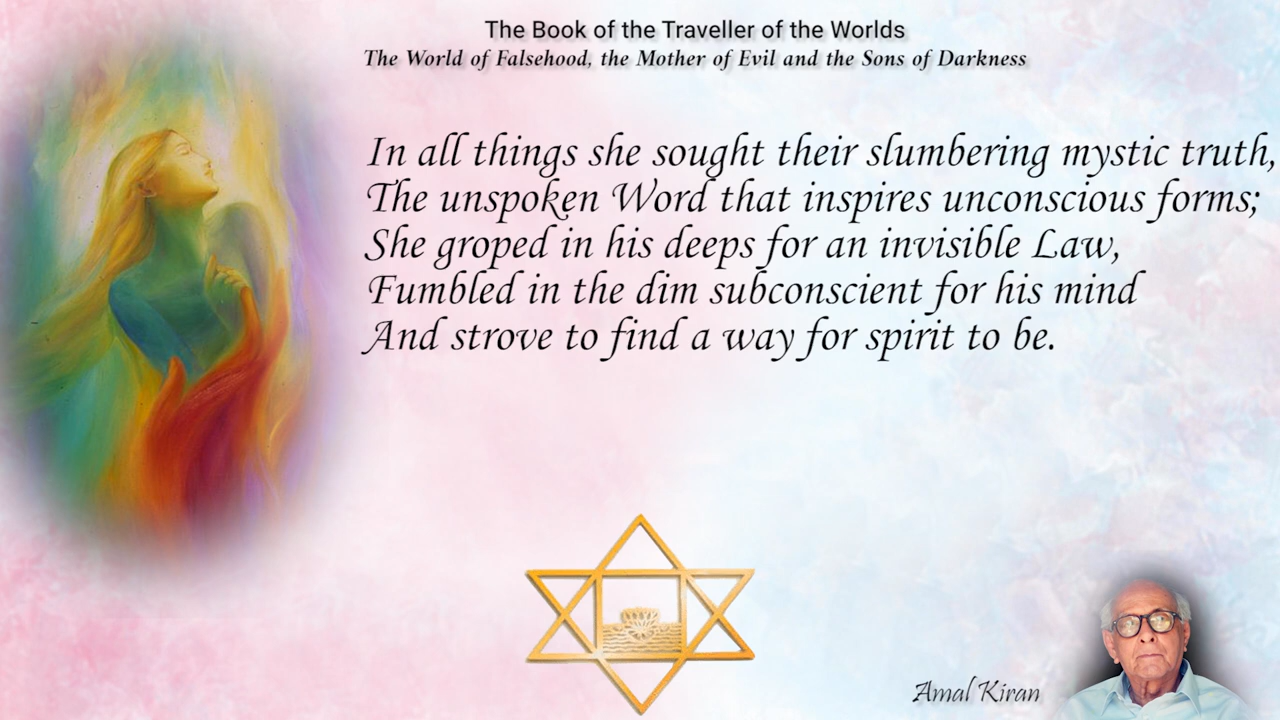 The Book of the Traveller of the Worlds
The World of Falsehood, the Mother of Evil and the Sons of Darkness
In all things she sought their slumbering mystic truth,
The unspoken Word that inspires unconscious forms;
She groped in his deeps for an invisible Law,
Fumbled in the dim subconscient for his mind
And strove to find a way for spirit to be.
Amal Kiran